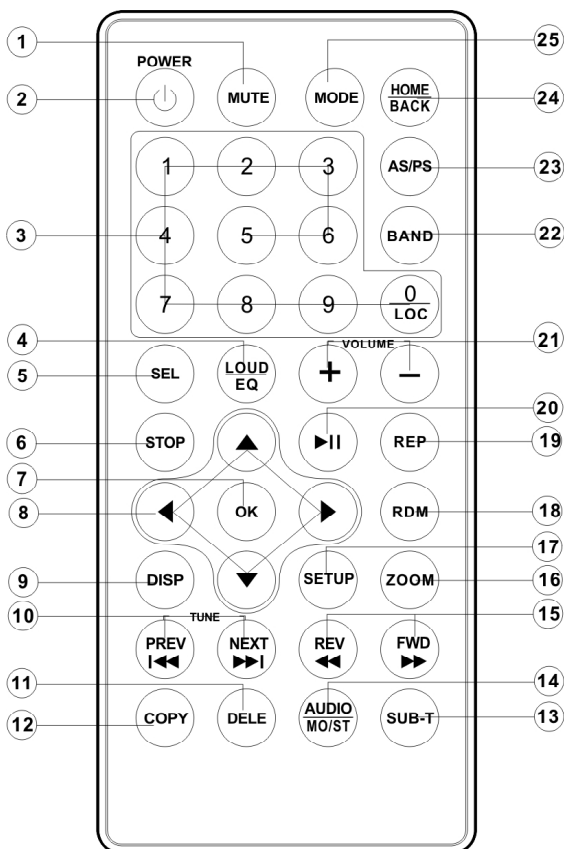 1 25
POWER
2 MUTE MODE HOME 24
BACK
1 2 3 AS/PS 23
3 4 5 6 BAND 22
7 8 9 0
LOC
4 VOLUME 21
5 SEL LOUD + −
EQ
20
6 STOP ▲ ▶II REP 19
7
8 ◀ OK ▶ RDM 18
17
9 DISP ▼ SETUP ZOOM 16
10 TUNE 15
PREV NEXT REV FWD
I◀◀ ▶▶I ◀◀ ▶▶
11 14
12 COPY DELE AUDIO SUB-T 13
MO/ST